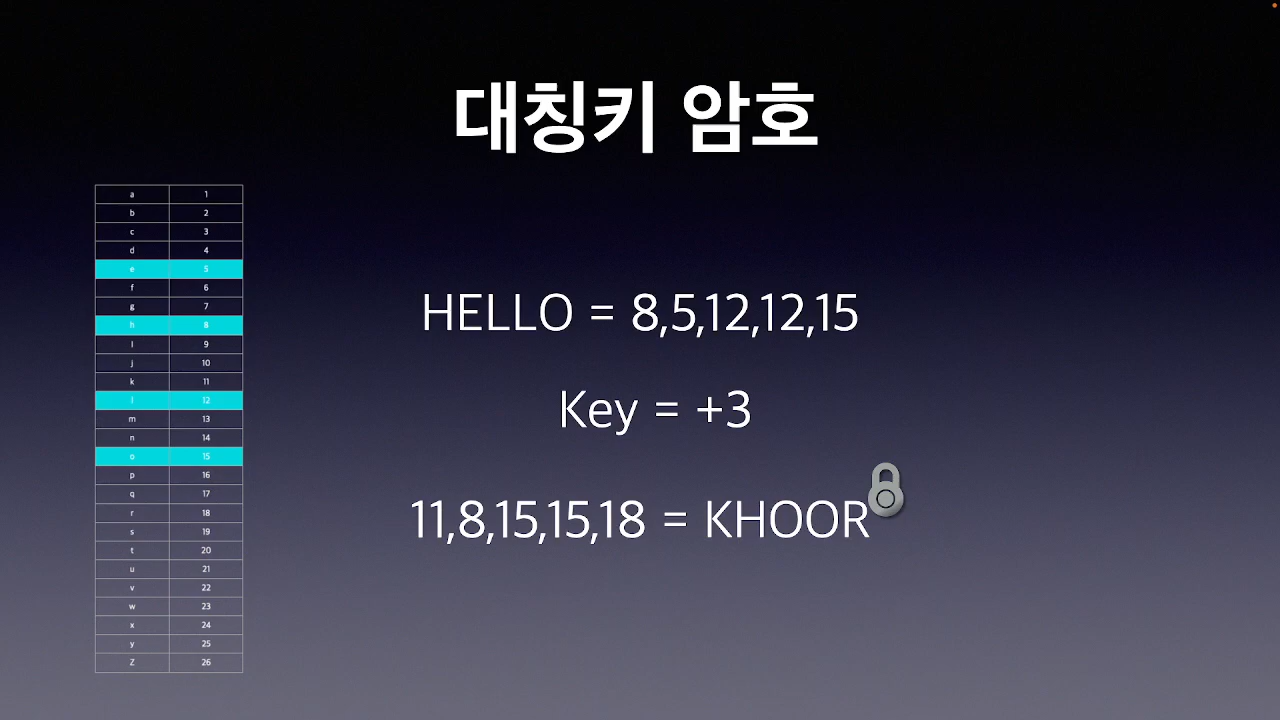 대칭키 암호
a 1
b 2
c 3
d 4
e 5
f 6
g 7
h 8
I 9
j 10
k 11
l 12
m 13
n 14
o 15
p 16
q 17
r 18
s 19
t 20
u 21
v 22
w 23
x 24
y 25
Z 26
HELLO = 8,5,12,12,15
Key = +3
11,8,15,15,18 = KHOOR